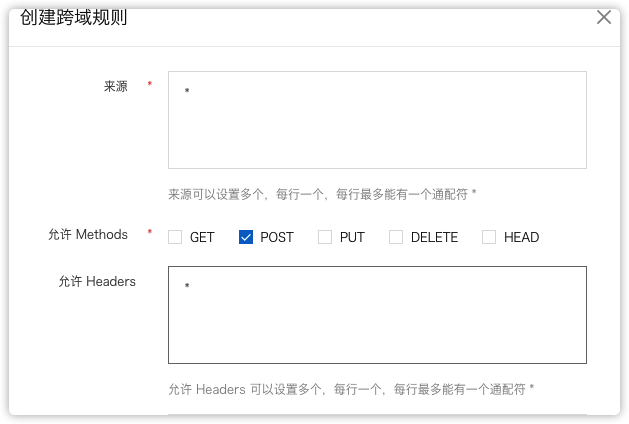 创建跨域规则
来源 *
*
来源可以设置多个，每行一个，每行最多能有一个通配符 *
允许 Methods * GET POST PUT DELETE HEAD
允许 Headers
*
允许 Headers 可以设置多个，每行一个，每行最多能有一个通配符 *